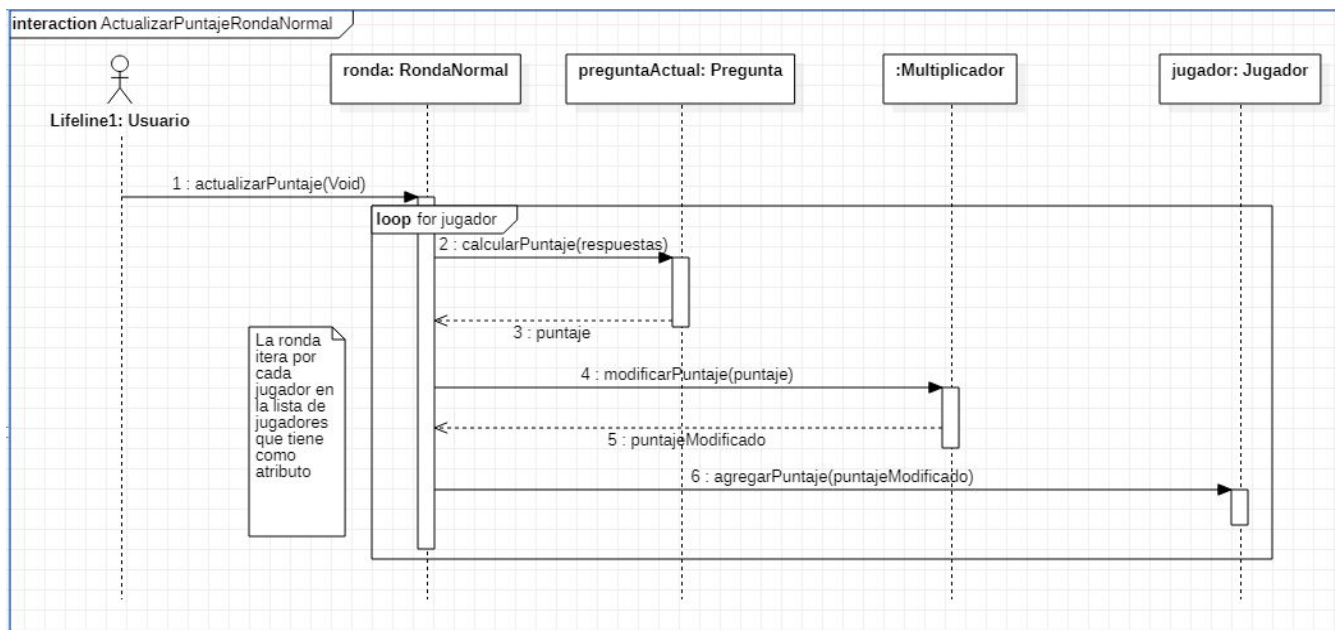 interaction ActualizarPuntajeRondaNormal
Lifeline1: Usuario
ronda: RondaNormal
preguntaActual: Pregunta
:Multiplicador
jugador: Jugador
1 : actualizarPuntaje(Void)
loop for jugador
2 : calcularPuntaje(respuestas)
3 : puntaje
La ronda
itera por
cada
jugador en
la lista de
jugadores
que tiene
como
atributo
4 : modificarPuntaje(puntaje)
5 : puntajeModificado
6 : agregarPuntaje(puntajeModificado)